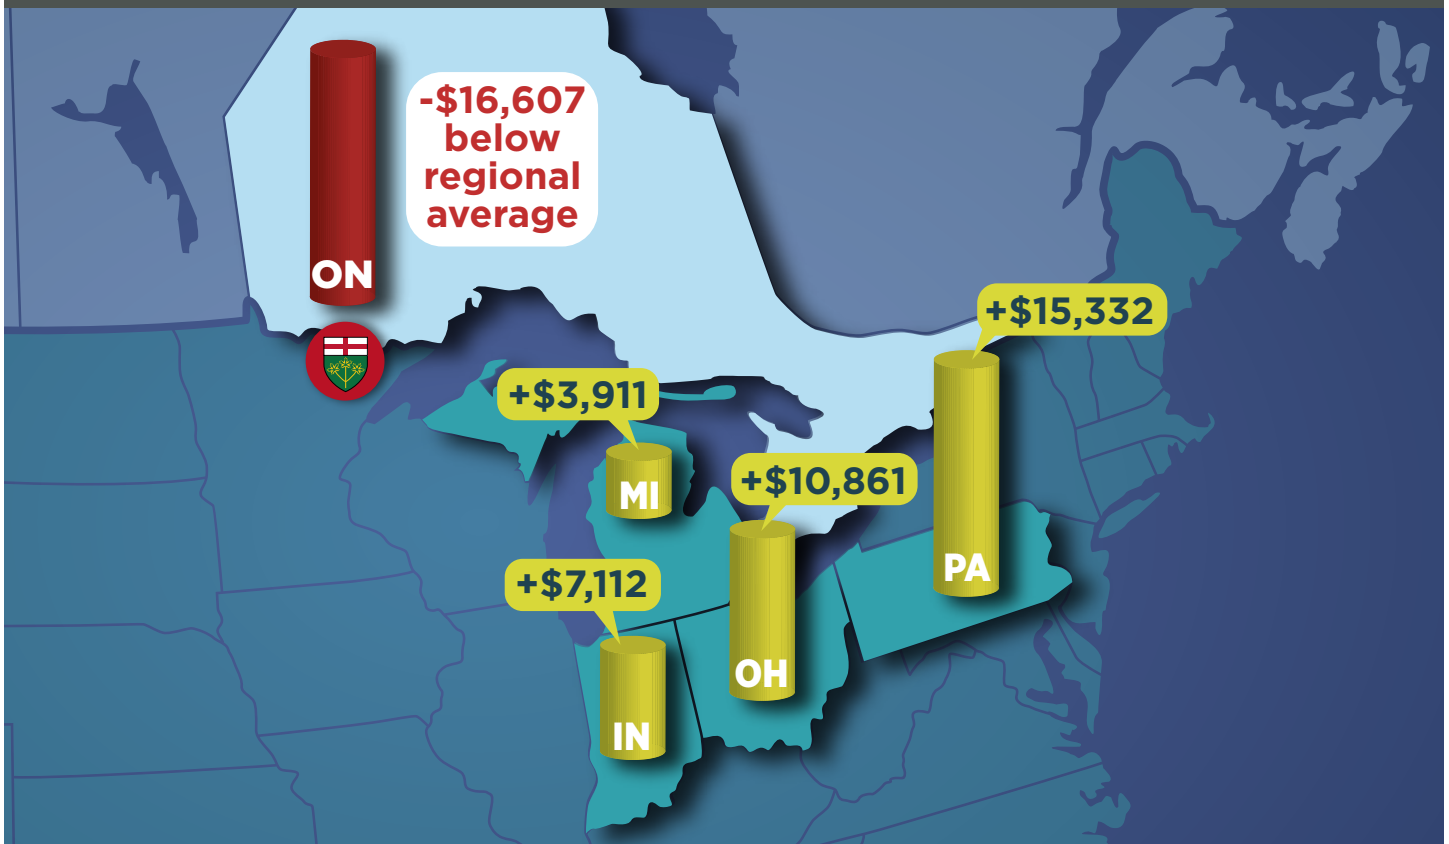 -$16,607
below
regional
average
ON
+$15,332
+$3,911
MI
+$10,861
PA
+$7,112
OH
IN